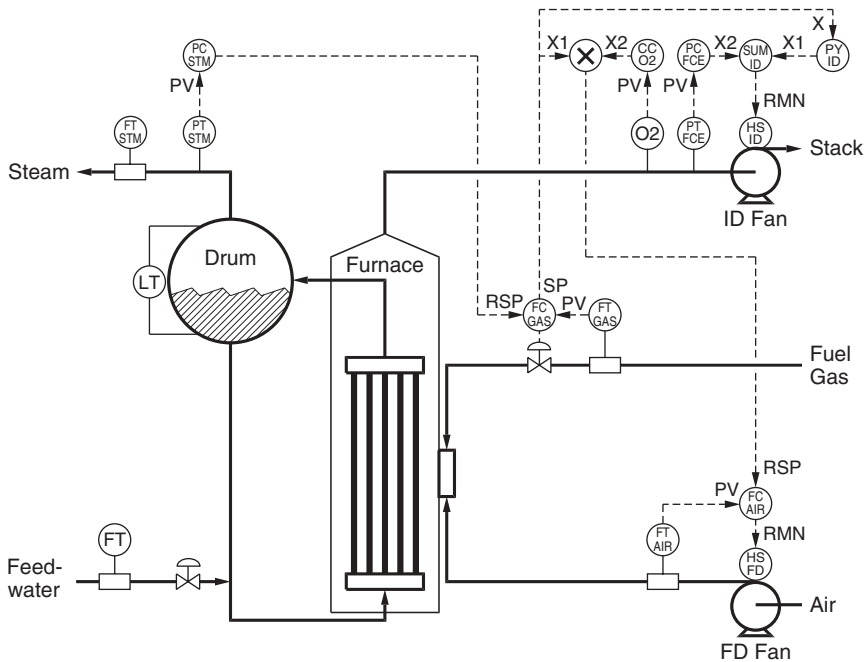 X
PC
STM
X1
X2
CC
O2
PC
FCE
X2
SUM
ID
X1
PY
ID
PV
PV
PV
RMN
FT
STM
PT
STM
O2
PT
FCE
HS
ID
Stack
Steam
ID Fan
Drum
Furnace
LT
SP
RSP
FC
GAS
PV
FT
GAS
Fuel
Gas
RSP
PV
FC
AIR
FT
AIR
RMN
FT
HS
FD
Feed-
water
Air
FD Fan